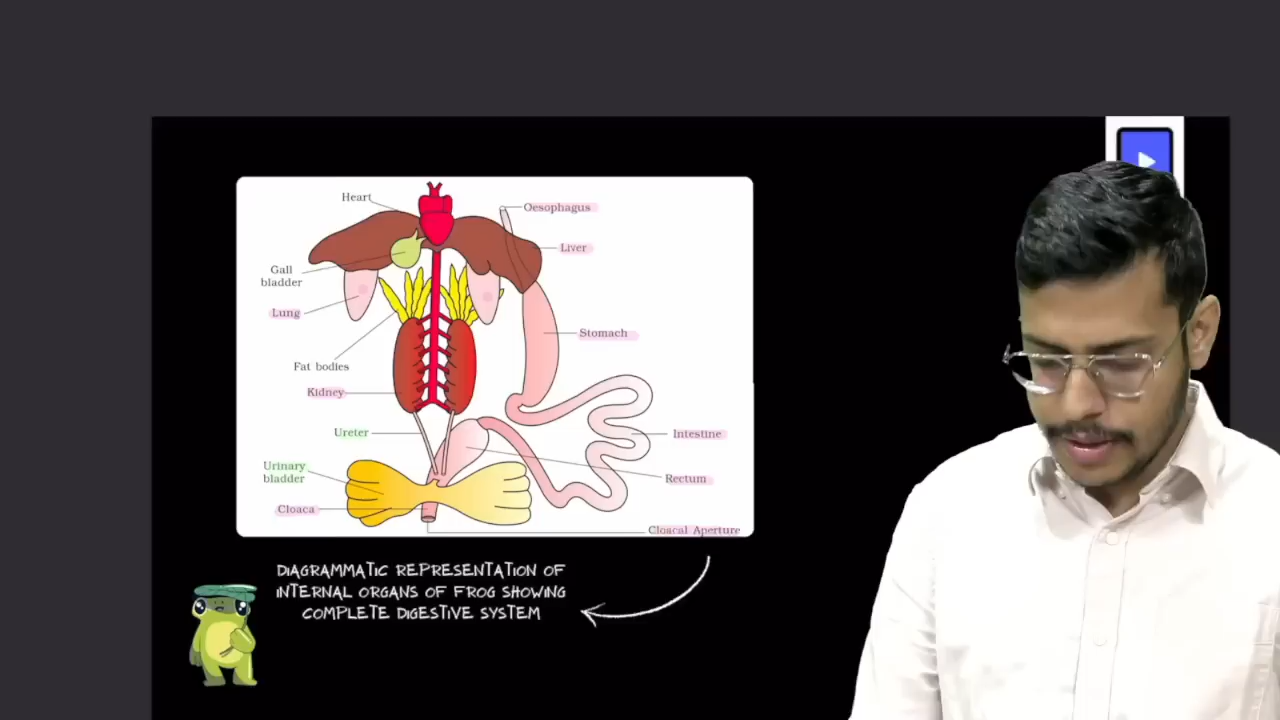 Heart
Oesophagus
Liver
Gall
bladder
Lung
Stomach
Fat bodies
Kidney
Ureter
Intestine
Urinary
bladder
Rectum
Cloaca
Cloacal Aperture
DIAGRAMMATIC REPRESENTATION OF
INTERNAL ORGANS OF FROG SHOWING
COMPLETE DIGESTIVE SYSTEM